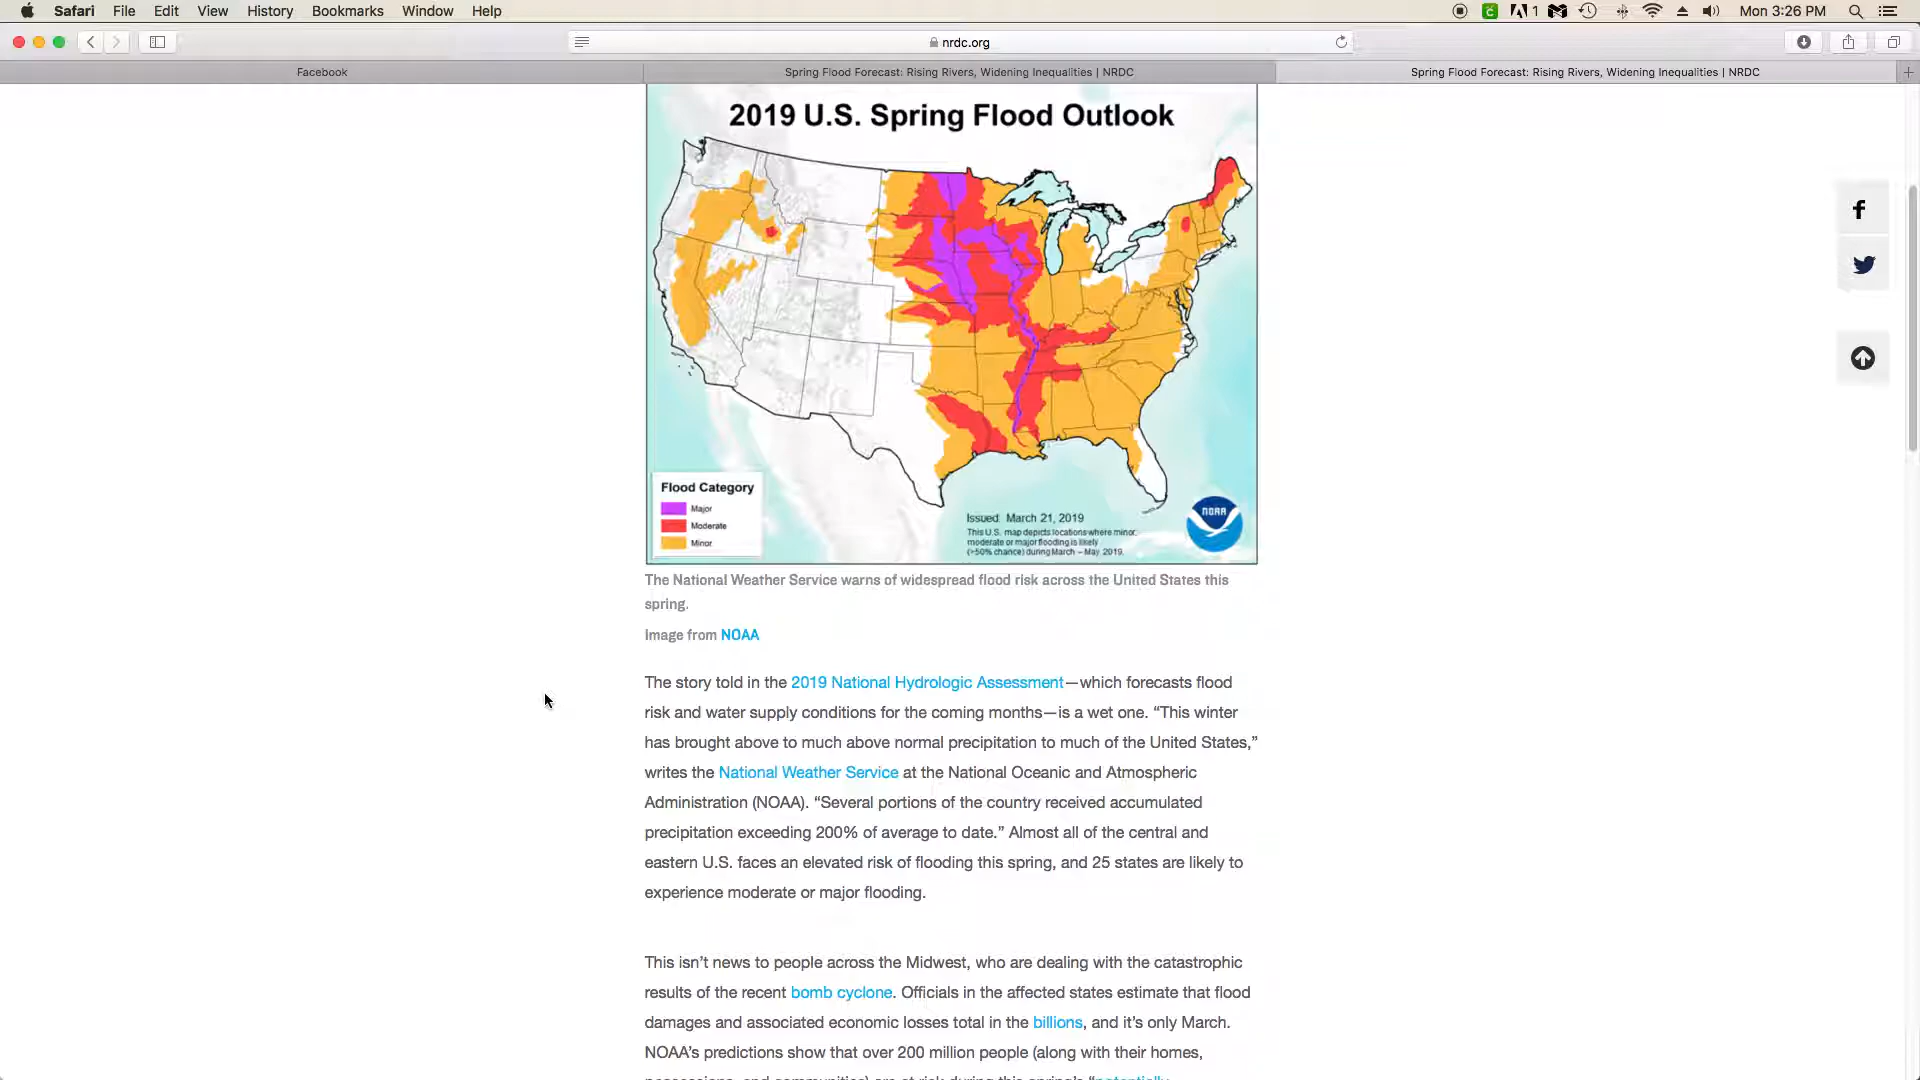 Safari File Edit View History Bookmarks Window Help
1 Mon 3:26 PM
nrdc.org
Facebook
Spring Flood Forecast: Rising Rivers, Widening Inequalities | NRDC
Spring Flood Forecast: Rising Rivers, Widening Inequalities | NRDC
2019 U.S. Spring Flood Outlook
Flood Category
Major
Moderate
Minor
Issued: March 21, 2019
This U.S. map depicts locations where minor,
moderate or major flooding is likely
(>50% chance) during March – May, 2019.
NOAA
The National Weather Service warns of widespread flood risk across the United States this
spring.
Image from NOAA
The story told in the 2019 National Hydrologic Assessment—which forecasts flood
risk and water supply conditions for the coming months—is a wet one. “This winter
has brought above to much above normal precipitation to much of the United States,”
writes the National Weather Service at the National Oceanic and Atmospheric
Administration (NOAA). “Several portions of the country received accumulated
precipitation exceeding 200% of average to date.” Almost all of the central and
eastern U.S. faces an elevated risk of flooding this spring, and 25 states are likely to
experience moderate or major flooding.
This isn’t news to people across the Midwest, who are dealing with the catastrophic
results of the recent bomb cyclone. Officials in the affected states estimate that flood
damages and associated economic losses total in the billions, and it’s only March.
NOAA’s predictions show that over 200 million people (along with their homes,